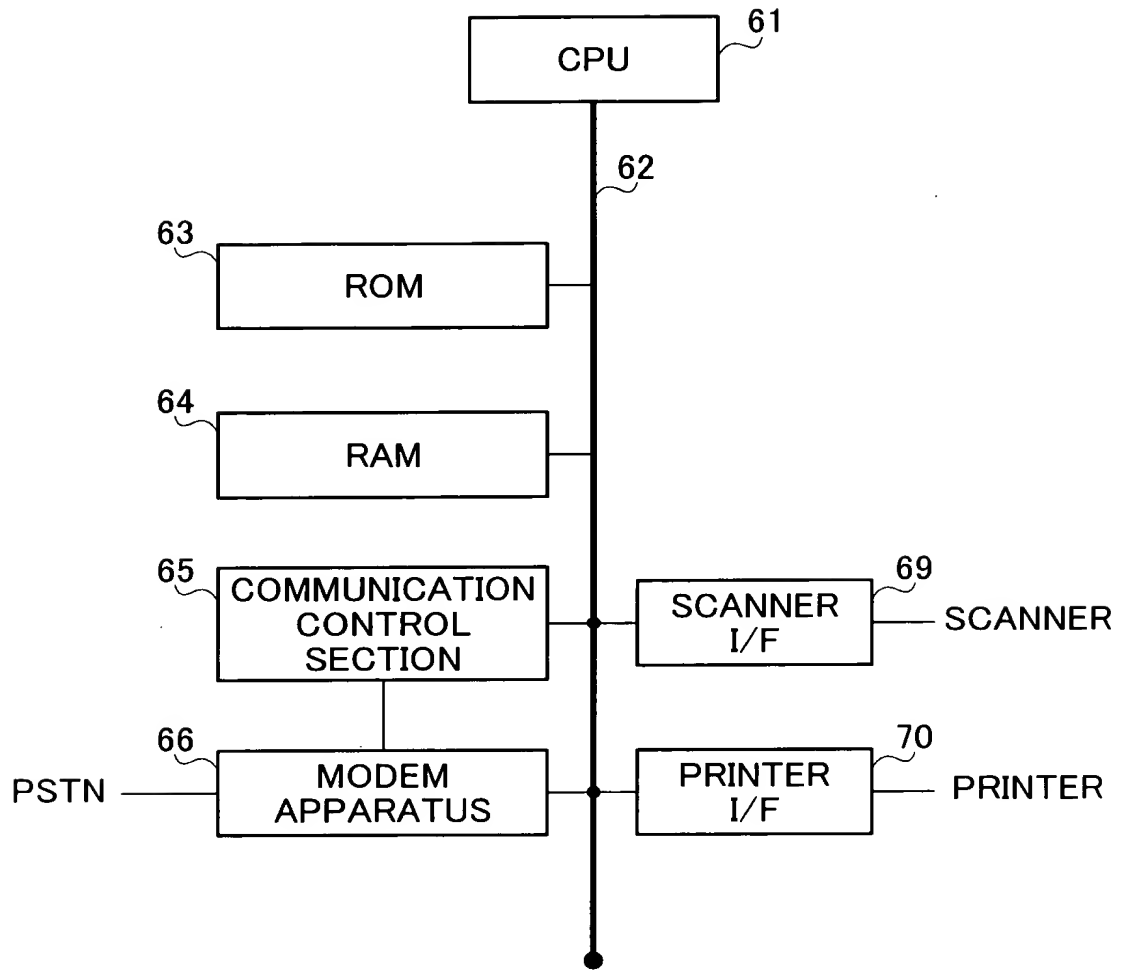 61
CPU
62
63
ROM
64
RAM
65
COMMUNICATION
CONTROL
SECTION
69
SCANNER
I/F
SCANNER
66
MODEM
APPARATUS
PSTN
70
PRINTER
I/F
PRINTER